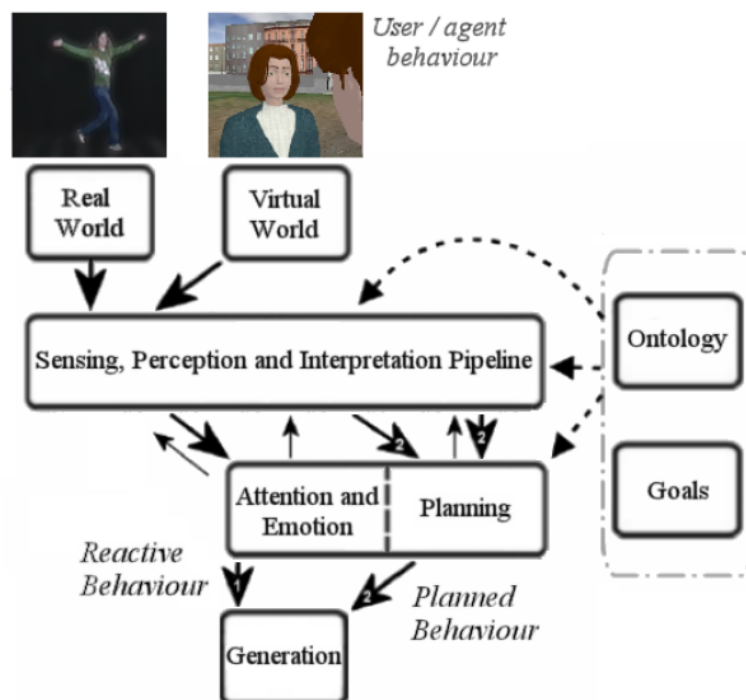 User / agent
behaviour
Real
World
Virtual
World
Sensing, Perception and Interpretation Pipeline
Ontology
Goals
2
2
Attention and
Emotion
Planning
Reactive
Behaviour
1
2
Planned
Behaviour
Generation